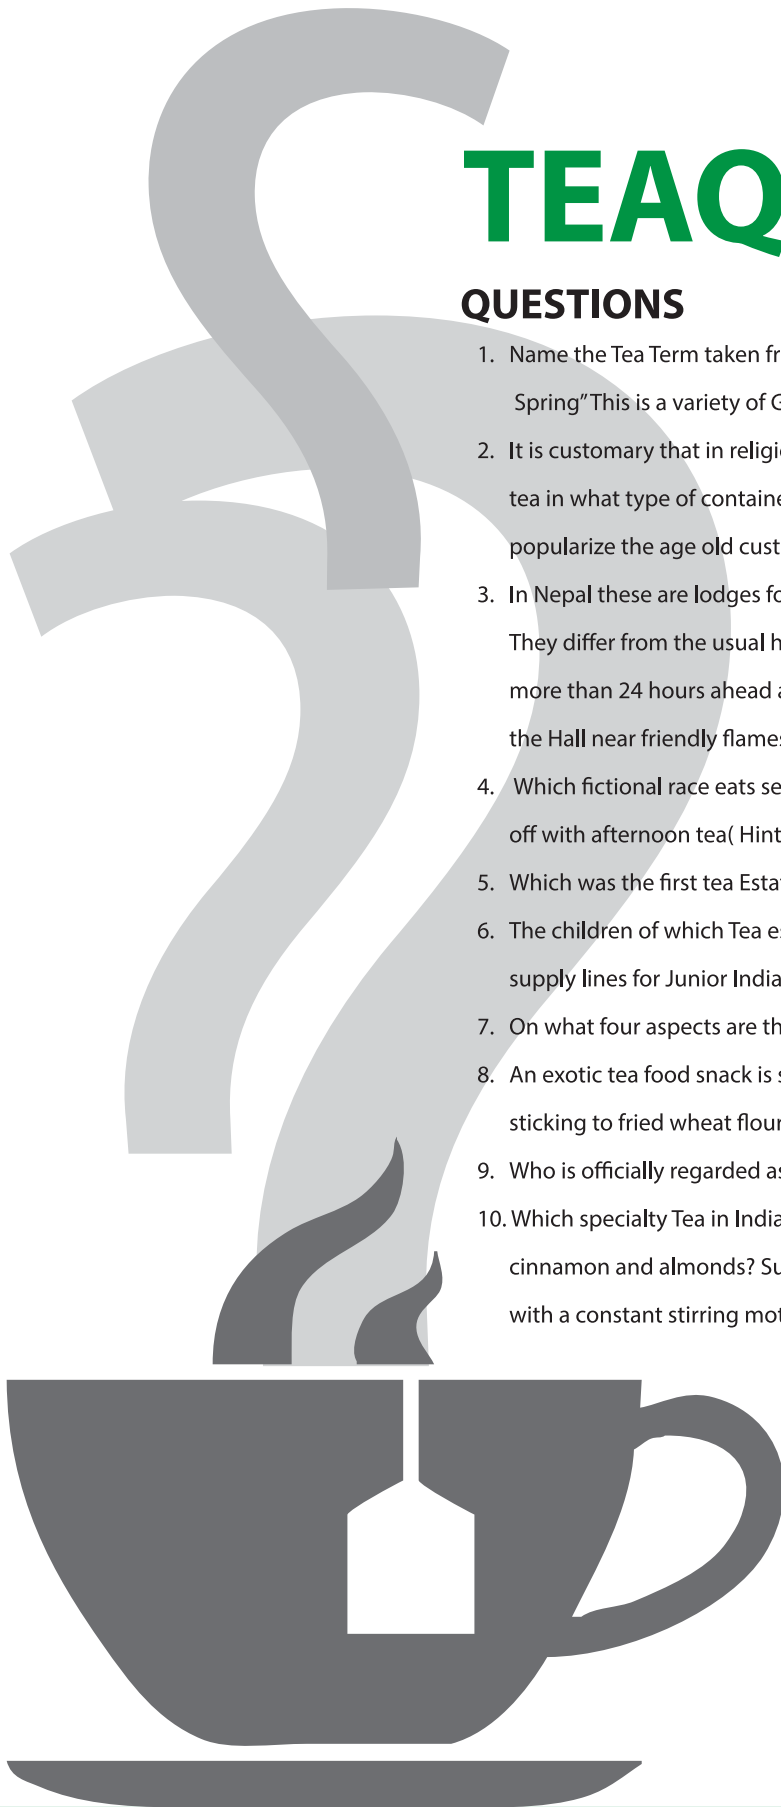 TEAQ
QUESTIONS
1. Name the Tea Term taken fr
Spring" This is a variety of G
2. It is customary that in religi
tea in what type of containe
popularize the age old cust
3. In Nepal these are lodges fo
They differ from the usual h
more than 24 hours ahead a
the Hall near friendly flames
4. Which fictional race eats se
off with afternoon tea( Hint
5. Which was the first tea Esta
6. The children of which Tea es
supply lines for Junior India
7. On what four aspects are th
8. An exotic tea food snack is s
sticking to fried wheat flour
9. Who is officially regarded as
10. Which specialty Tea in India
cinnamon and almonds? Su
with a constant stirring mot